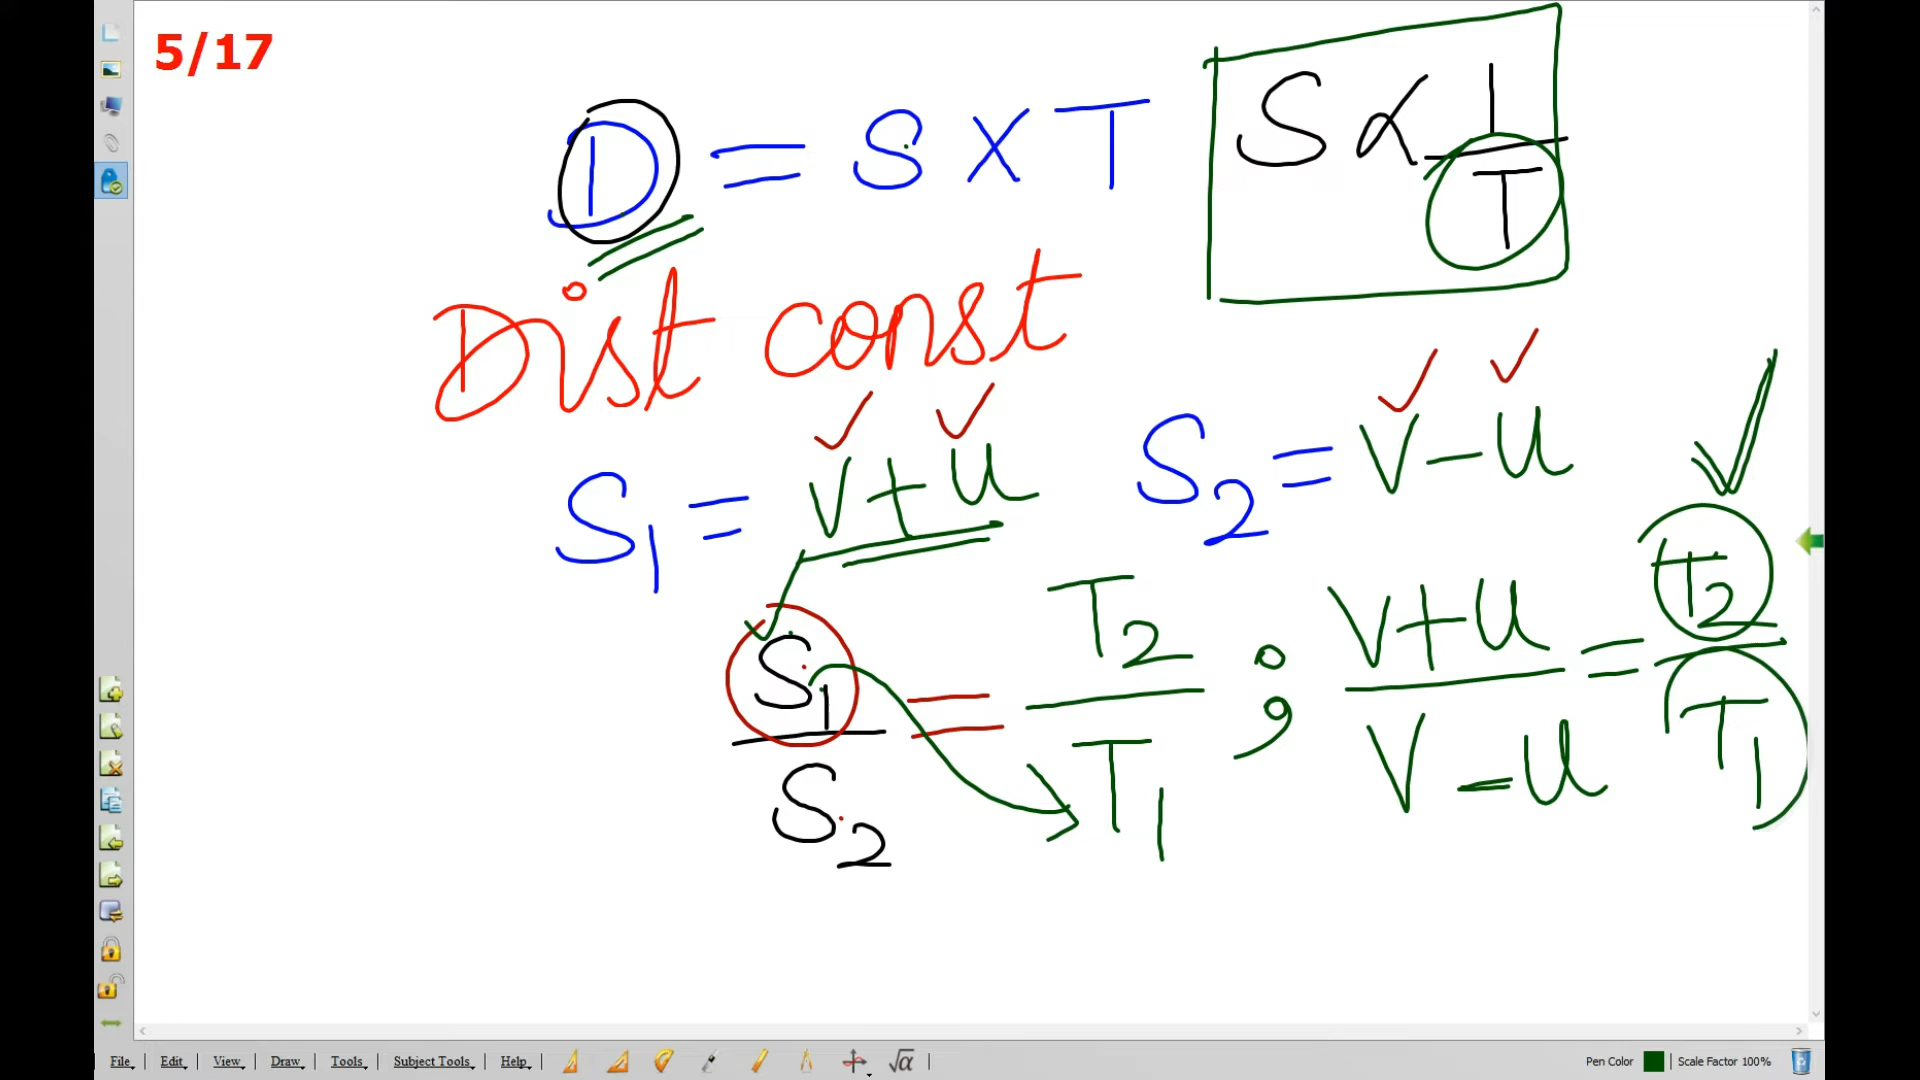 5/17
D = S X T
S ∝ 1/T
Dist const
S1 = V+u
S2 = V-u
S1/S2 = T2/T1 ; V+u/V-u = T2/T1
File Edit View Draw Tools Subject Tools Help √α Pen Color Scale Factor 100%